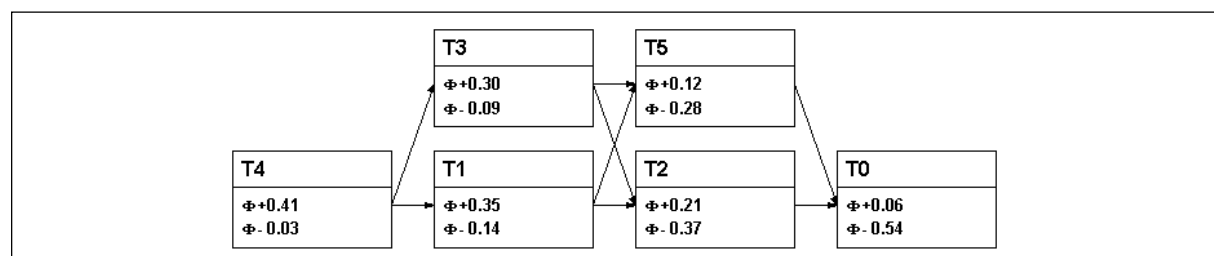 T3
Φ+0.30
Φ- 0.09
T5
Φ+0.12
Φ- 0.28
T4
Φ+0.41
Φ- 0.03
T1
Φ+0.35
Φ- 0.14
T2
Φ+0.21
Φ- 0.37
T0
Φ+0.06
Φ- 0.54